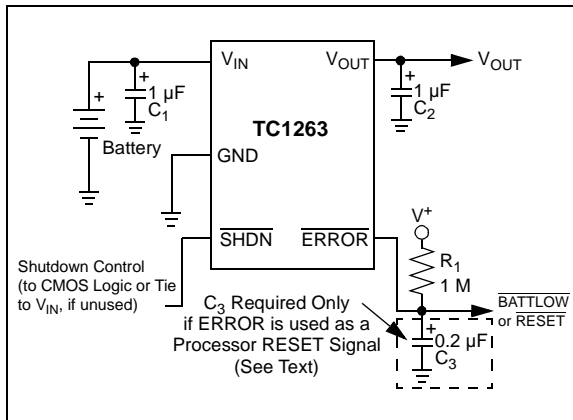 V_IN
V_OUT
V_OUT
+
1 µF
C_1
+
1 µF
C_2
+
Battery
TC1263
GND
V⁺
SHDN
ERROR
R_1
1 M
Shutdown Control
(to CMOS Logic or Tie
to V_IN, if unused)
BATTLOW
or RESET
C_3 Required Only
if ERROR is used as a
Processor RESET Signal
(See Text)
+
0.2 µF
C_3